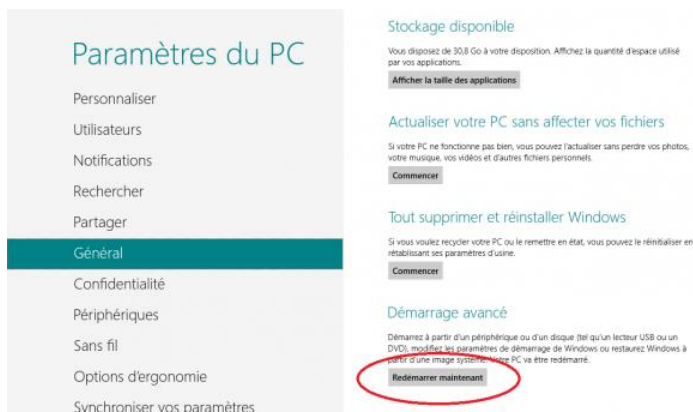 Paramètres du PC
Personnaliser
Utilisateurs
Notifications
Rechercher
Partager
Général
Confidentialité
Périphériques
Sans fil
Options d'ergonomie
Synchroniser vos paramètres
Stockage disponible
Vous disposez de 30,8 Go à votre disposition. Affichez la quantité d'espace utilisé
par vos applications.
Afficher la taille des applications
Actualiser votre PC sans affecter vos fichiers
Si votre PC ne fonctionne pas bien, vous pouvez l'actualiser sans perdre vos photos,
votre musique, vos vidéos et d'autres fichiers personnels.
Commencer
Tout supprimer et réinstaller Windows
Si vous voulez recycler votre PC ou le remettre en état, vous pouvez le réinitialiser en
rétablissant ses paramètres d'usine.
Commencer
Démarrage avancé
Démarrez à partir d'un périphérique ou d'un disque (tel qu'un lecteur USB ou un
DVD), modifiez les paramètres de démarrage de Windows ou restaurez Windows à
partir d'une image système. Votre PC va être redémarré.
Redémarrer maintenant